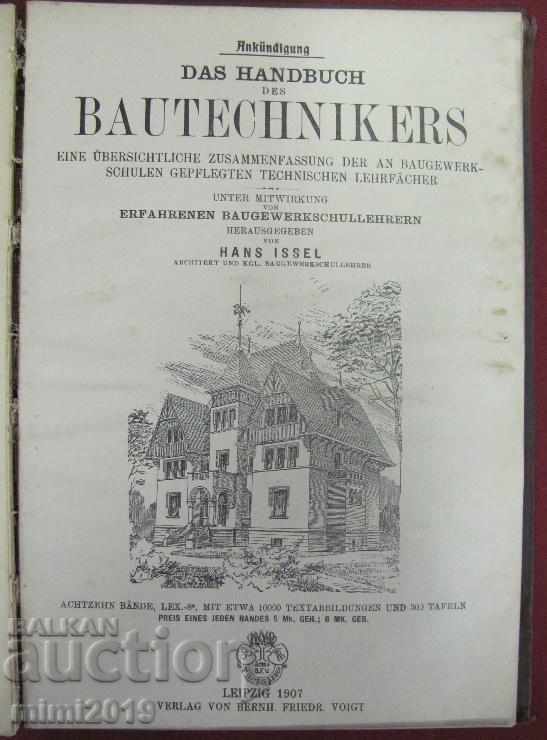 Ankündigung
DAS HANDBUCH
DES
BAUTECHNIKERS
EINE ÜBERSICHTLICHE ZUSAMMENFASSUNG DER AN BAUGEWERK-
SCHULEN GEPFLEGTEN TECHNISCHEN LEHRFÄCHER
UNTER MITWIRKUNG
VON
ERFAHRENEN BAUGEWERKSCHULLEHRERN
HERAUSGEGEBEN
VON
HANS ISSEL
ARCHITEKT UND KGL. BAUGEWERKSCHULLEHRER
ACHTZEHN BÄNDE, LEX.-8°, MIT ETWA 10000 TEXTABBILDUNGEN UND 300 TAFELN
PREIS EINES JEDEN BANDES 5 Mk. GEH.; 6 MK. GEB.
BALKAN
auction
LEIPZIG 1907
VERLAG VON BERNH. FRIEDR. VOIGT
mimi2019